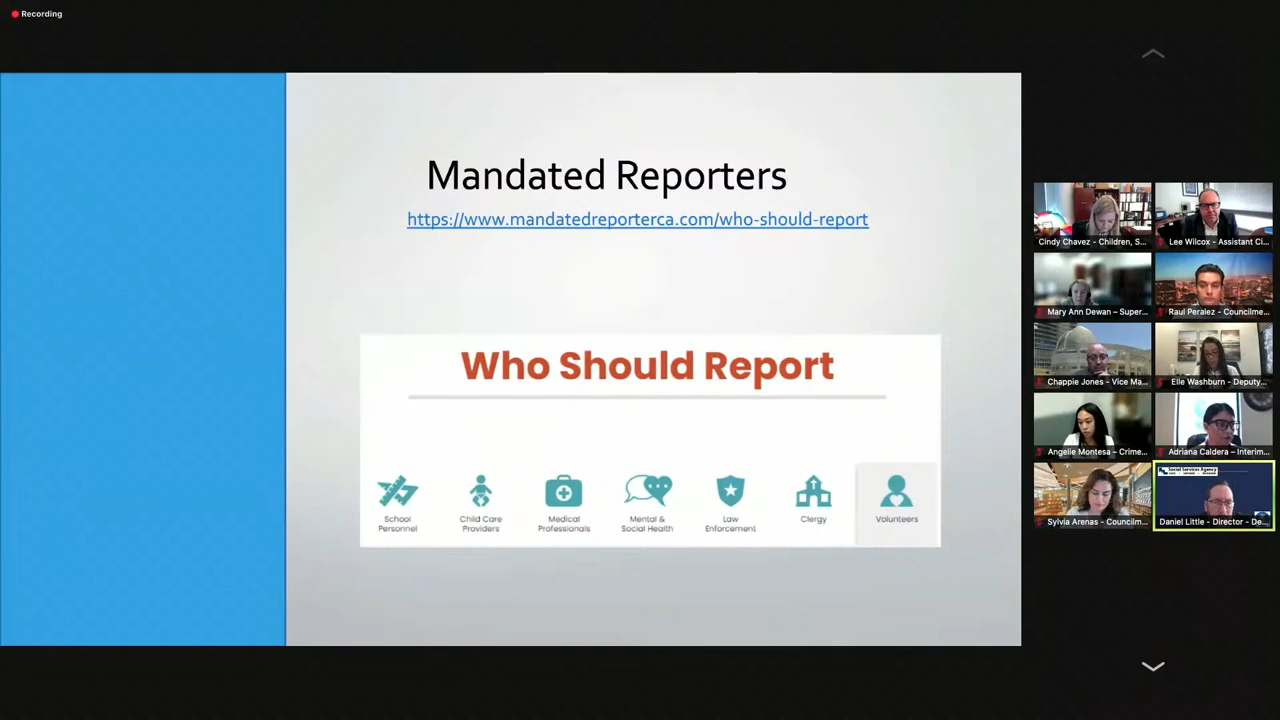 Recording
Mandated Reporters
https://www.mandatedreporterca.com/who-should-report
Who Should Report
School
Personnel
Child Care
Providers
Medical
Professionals
Mental &
Social Health
Law
Enforcement
Clergy
Volunteers
Cindy Chavez - Children, S...
Lee Wilcox - Assistant Ci...
Mary Ann Dewan – Super...
Raul Peralez - Councilme...
Chappie Jones - Vice Ma...
Elle Washburn - Deputy...
Angelie Montesa - Crime...
Adriana Caldera – Interim...
Sylvia Arenas - Councilm...
Social Services Agency
Daniel Little - Director - De...